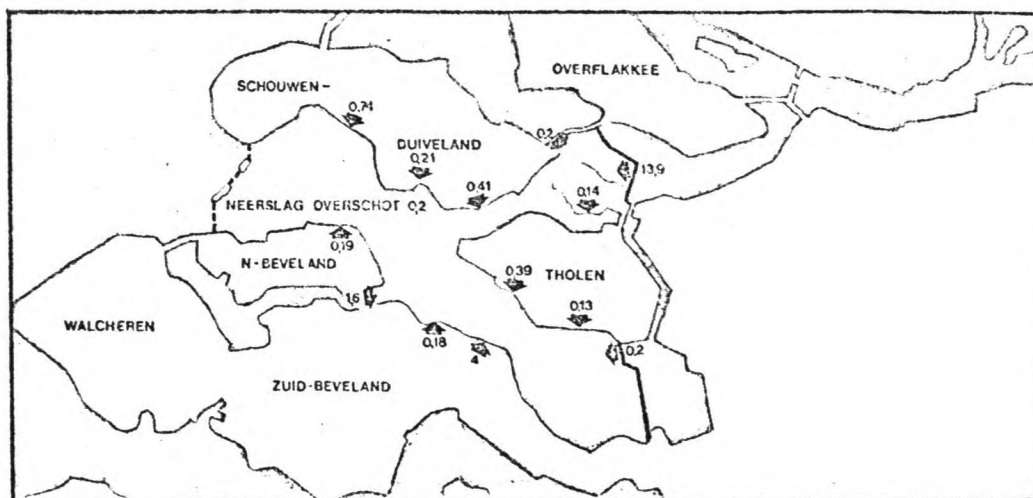 OVERFLAKKEE
SCHOUWEN-
0,74
0,2
DUIVELAND
0,21
13,9
0,41
0,14
NEERSLAG OVERSCHOT 0,2
0,19
N-BEVELAND
0,39
THOLEN
1,6
0,13
WALCHEREN
0,18
4
0,2
ZUID-BEVELAND